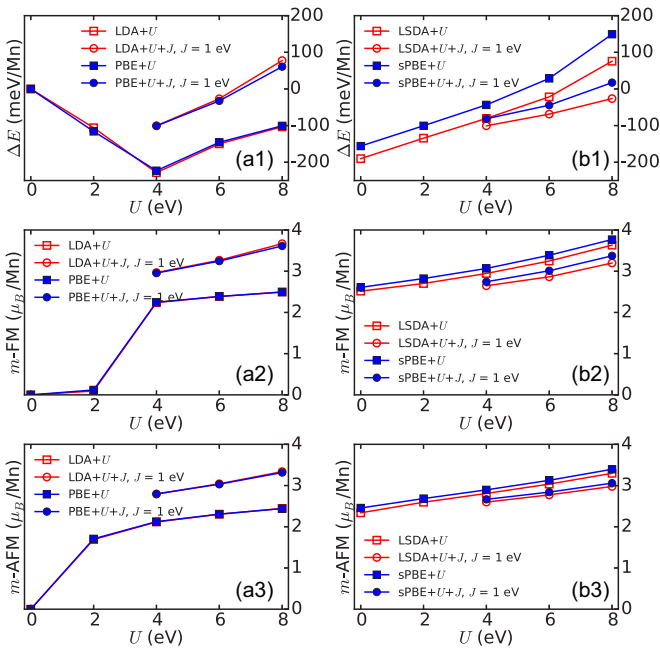 LDA+U
LDA+U+J, J = 1 eV
PBE+U
PBE+U+J, J = 1 eV
(a1)
0 2 4 6 8
U (eV)
200
100
0
-100
-200
ΔE (meV/Mn)
LSDA+U
LSDA+U+J, J = 1 eV
sPBE+U
sPBE+U+J, J = 1 eV
(b1)
0 2 4 6 8
U (eV)
200
100
0
-100
-200
ΔE (meV/Mn)
LDA+U
LDA+U+J, J = 1 eV
PBE+U
PBE+U+J, J = 1 eV
(a2)
0 2 4 6 8
U (eV)
4
3
2
1
0
m-FM (μB/Mn)
LSDA+U
LSDA+U+J, J = 1 eV
sPBE+U
sPBE+U+J, J = 1 eV
(b2)
0 2 4 6 8
U (eV)
4
3
2
1
0
m-FM (μB/Mn)
LDA+U
LDA+U+J, J = 1 eV
PBE+U
PBE+U+J, J = 1 eV
(a3)
0 2 4 6 8
U (eV)
4
3
2
1
0
m-AFM (μB/Mn)
LSDA+U
LSDA+U+J, J = 1 eV
sPBE+U
sPBE+U+J, J = 1 eV
(b3)
0 2 4 6 8
U (eV)
4
3
2
1
0
m-AFM (μB/Mn)